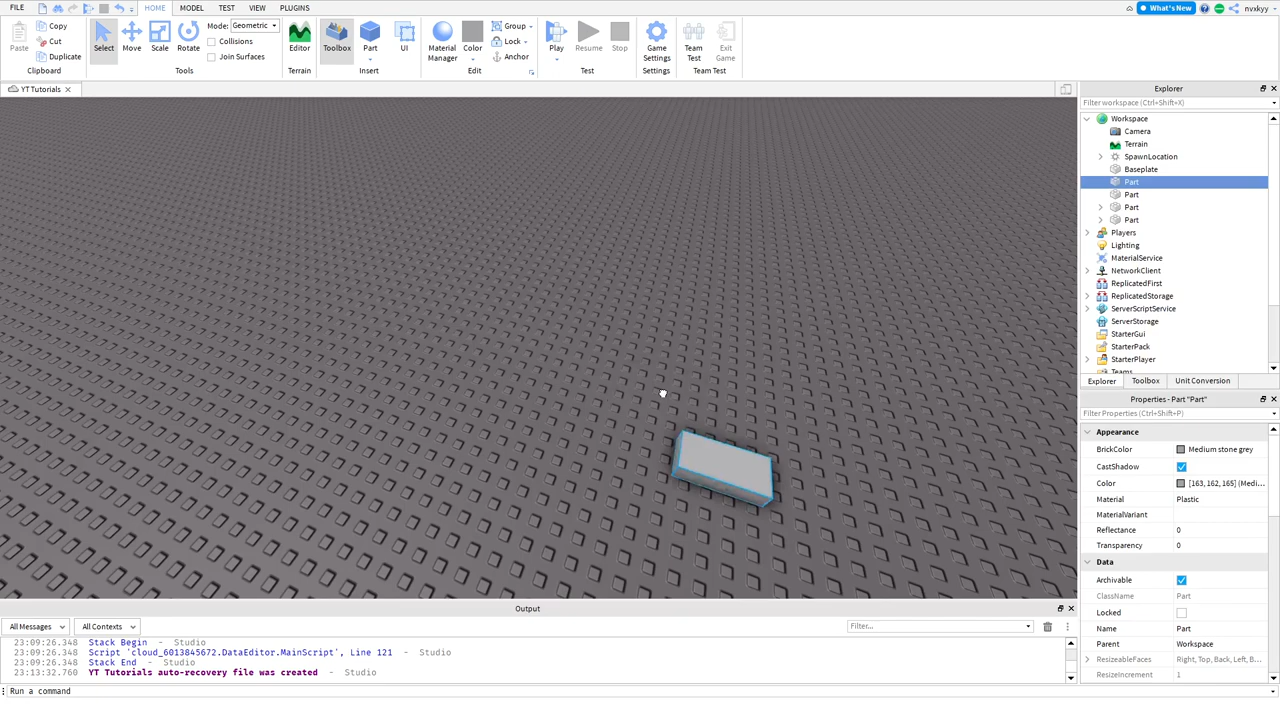 FILE HOME MODEL TEST VIEW PLUGINS What's New nvxkyy
Paste Copy Cut Duplicate Clipboard
Select Move Scale Rotate Mode: Geometric Collisions Join Surfaces Tools
Editor Terrain
Toolbox Part UI Insert
Material Manager Color Group Lock Anchor Edit
Play Resume Stop Test
Game Settings Settings
Team Test Exit Game Team Test
YT Tutorials
Explorer
Filter workspace (Ctrl+Shift+X)
Workspace
Camera
Terrain
SpawnLocation
Baseplate
Part
Part
Part
Part
Players
Lighting
MaterialService
NetworkClient
ReplicatedFirst
ReplicatedStorage
ServerScriptService
ServerStorage
StarterGui
StarterPack
StarterPlayer
Teams
Explorer Toolbox Unit Conversion
Properties - Part "Part"
Filter Properties (Ctrl+Shift+P)
Appearance
BrickColor Medium stone grey
CastShadow
Color [163, 162, 165] (Medi...
Material Plastic
MaterialVariant
Reflectance 0
Transparency 0
Data
Archivable
ClassName Part
Locked
Name Part
Parent Workspace
ResizeableFaces Right, Top, Back, Left, B...
ResizeIncrement 1
Output
All Messages All Contexts Filter...
23:09:26.348 Stack Begin - Studio
23:09:26.348 Script 'cloud_6013845672.DataEditor.MainScript', Line 121 - Studio
23:09:26.348 Stack End - Studio
23:13:32.760 YT Tutorials auto-recovery file was created - Studio
Run a command